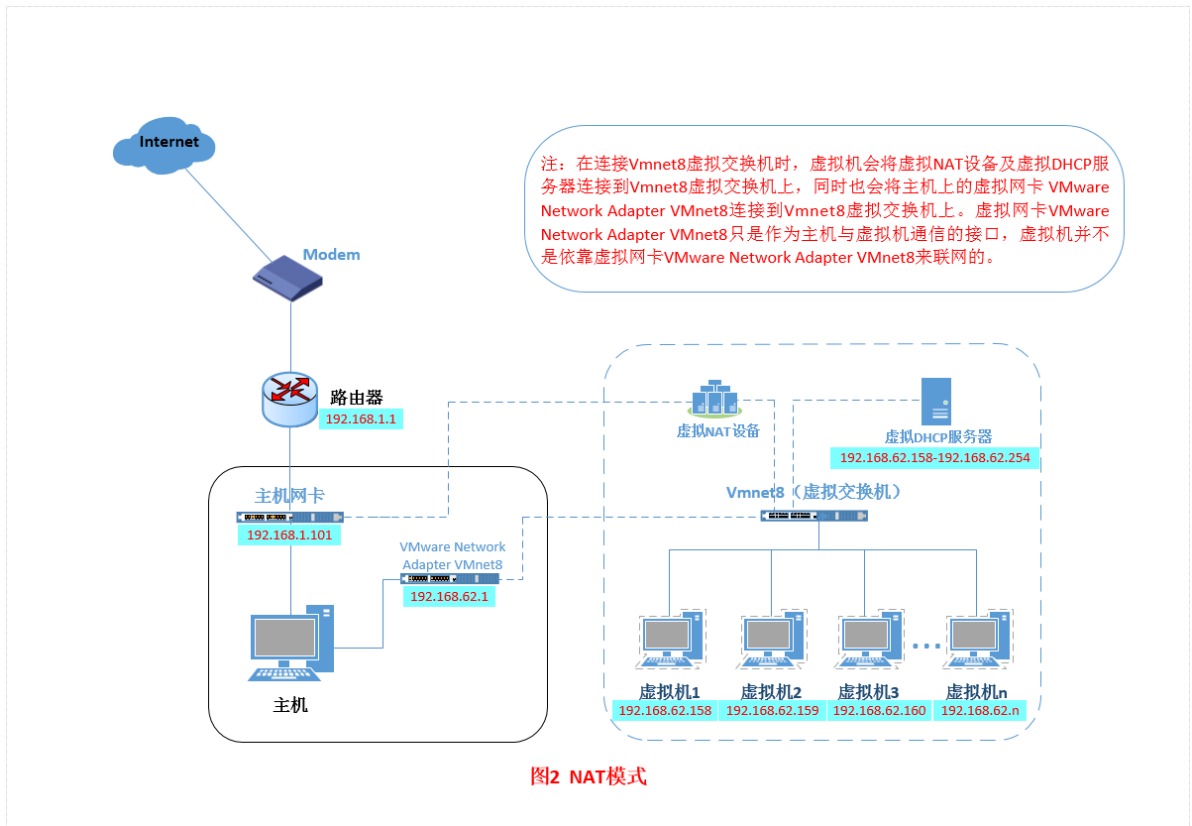 Internet
注：在连接Vmnet8虚拟交换机时，虚拟机会将虚拟NAT设备及虚拟DHCP服
务器连接到Vmnet8虚拟交换机上，同时也会将主机上的虚拟网卡 VMware
Network Adapter VMnet8连接到Vmnet8虚拟交换机上。虚拟网卡VMware
Network Adapter VMnet8只是作为主机与虚拟机通信的接口，虚拟机并不
是依靠虚拟网卡VMware Network Adapter VMnet8来联网的。
Modem
路由器
192.168.1.1
虚拟NAT设备
虚拟DHCP服务器
192.168.62.158-192.168.62.254
主机网卡
192.168.1.101
Vmnet8（虚拟交换机）
VMware Network
Adapter VMnet8
192.168.62.1
主机
虚拟机1
192.168.62.158
虚拟机2
192.168.62.159
虚拟机3
192.168.62.160
虚拟机n
192.168.62.n
图2 NAT模式